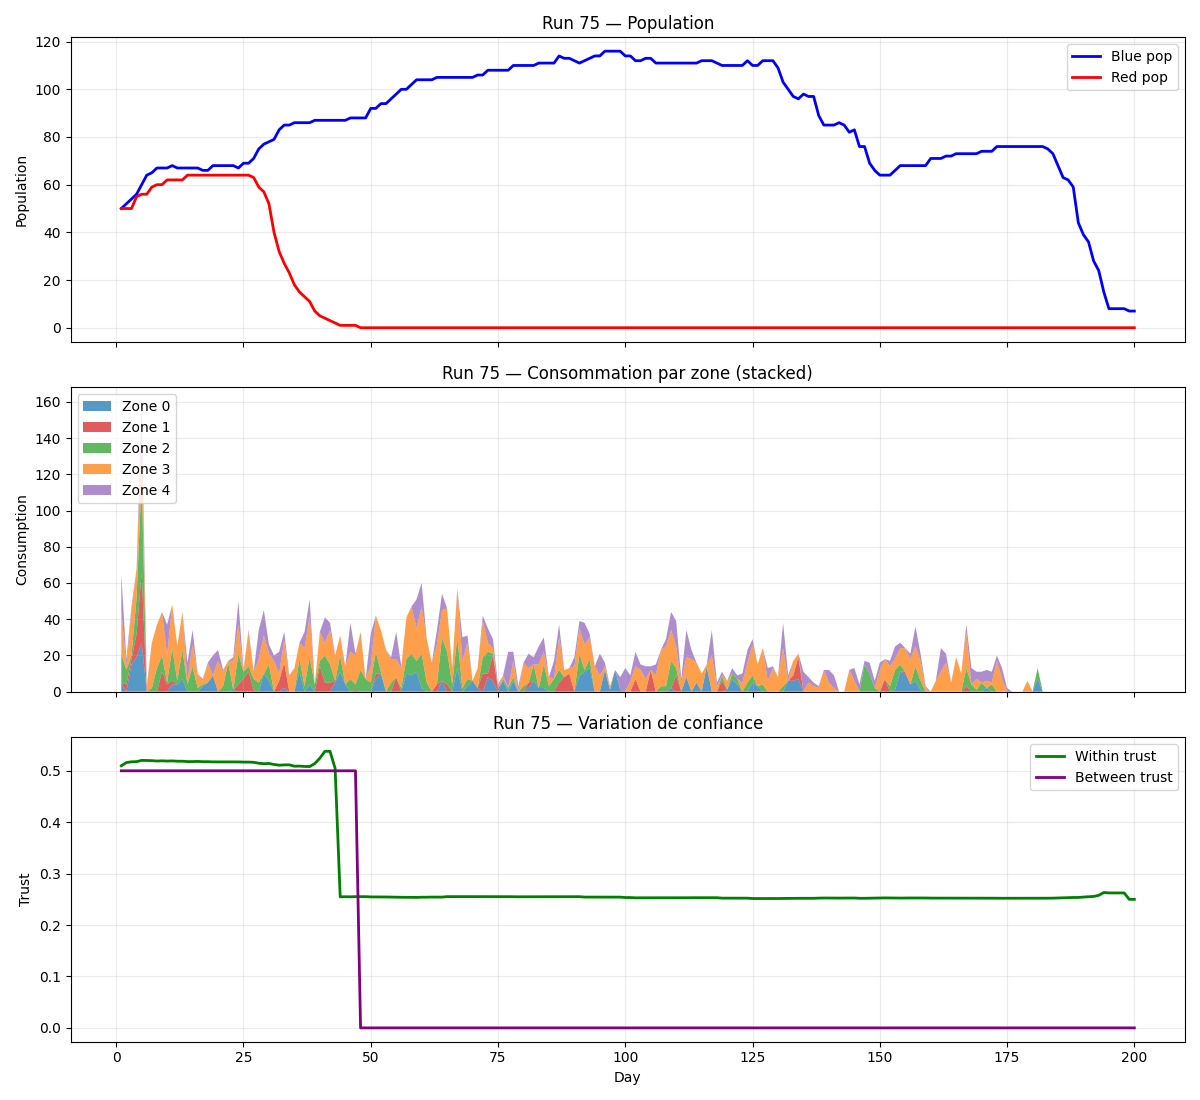 Run 75 — Population
120
100
80
60
40
20
0
Population
Blue pop
Red pop
Run 75 — Consommation par zone (stacked)
160
140
120
100
80
60
40
20
0
Consumption
Zone 0
Zone 1
Zone 2
Zone 3
Zone 4
Run 75 — Variation de confiance
0.5
0.4
0.3
0.2
0.1
0.0
Trust
Within trust
Between trust
0 25 50 75 100 125 150 175 200
Day